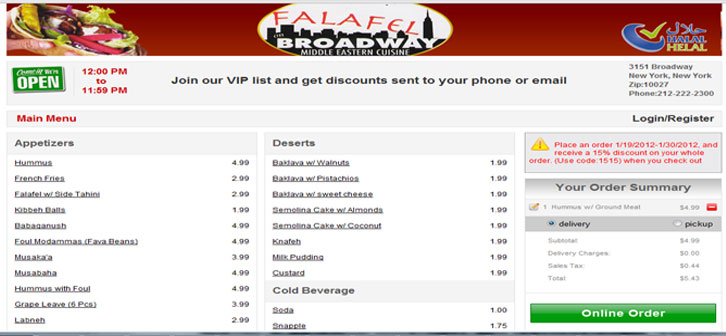 FALAFEL
ON
BROADWAY
MIDDLE EASTERN CUISINE
حلال
HALAL
HELAL
Come in We're
OPEN
12:00 PM
to
11:59 PM
Join our VIP list and get discounts sent to your phone or email
3151 Broadway
New York, New York
Zip:10027
Phone:212-222-2300
Main Menu
Login/Register
Appetizers
Hummus 4.99
French Fries 2.99
Falafel w/ Side Tahini 2.99
Kibbeh Balls 1.99
Babaganush 4.99
Foul Modammas (Fava Beans) 4.99
Musaka'a 3.99
Musabaha 4.99
Hummus with Foul 4.99
Grape Leave (6 Pcs) 3.99
Labneh 2.99
Deserts
Baklava w/ Walnuts 1.99
Baklava w/ Pistachios 1.99
Baklava w/ sweet cheese 1.99
Semolina Cake w/ Almonds 1.99
Semolina Cake w/ Coconut 1.99
Knafeh 1.99
Milk Pudding 1.99
Custard 1.99
Cold Beverage
Soda 1.00
Snapple 1.75
Place an order 1/19/2012-1/30/2012, and
receive a 15% discount on your whole
order. (Use code:1515) when you check out
Your Order Summary
1 Hummus w/ Ground Meat $4.99
delivery pickup
Subtotal: $4.99
Delivery Charges: $0.00
Sales Tax: $0.44
Total: $5.43
Online Order